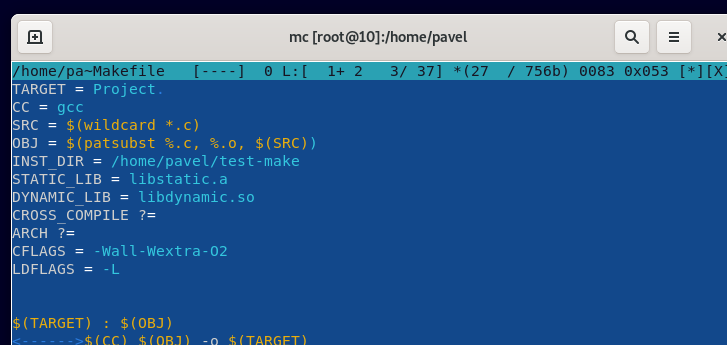 mc [root@10]:/home/pavel
/home/pa~Makefile [----] 0 L:[ 1+ 2 3/ 37] *(27 / 756b) 0083 0x053 [*][X]
TARGET = Project.
CC = gcc
SRC = $(wildcard *.c)
OBJ = $(patsubst %.c, %.o, $(SRC))
INST_DIR = /home/pavel/test-make
STATIC_LIB = libstatic.a
DYNAMIC_LIB = libdynamic.so
CROSS_COMPILE ?=
ARCH ?=
CFLAGS = -Wall-Wextra-O2
LDFLAGS = -L
$(TARGET) : $(OBJ)
<------>$(CC) $(OBJ) -o $(TARGET)